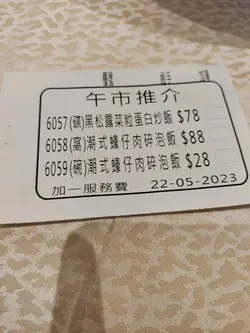 午市推介
6057(碟)黑松露菜粒蛋白炒飯 $78
6058(窩)潮式蠔仔肉碎泡飯 $88
6059(碗)潮式蠔仔肉碎泡飯 $28
加一服務費 22-05-2023